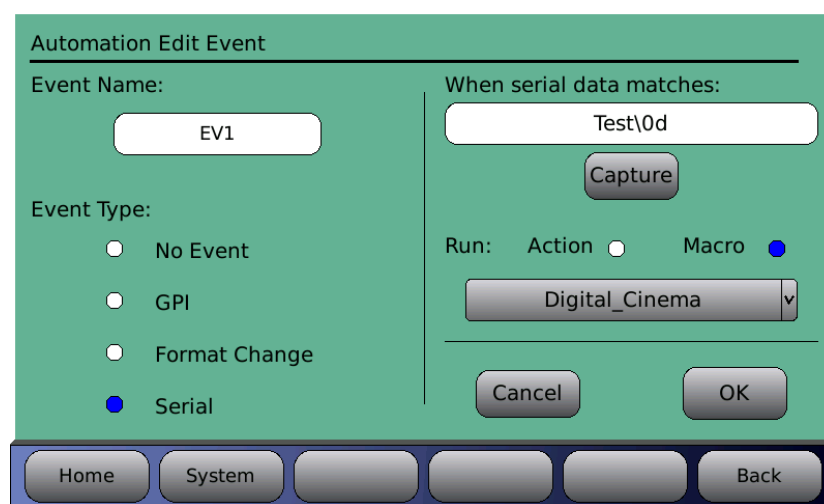 Automation Edit Event
Event Name:
EV1
Event Type:
No Event
GPI
Format Change
Serial
When serial data matches:
Test\0d
Capture
Run: Action Macro
Digital_Cinema
Cancel OK
Home System Back